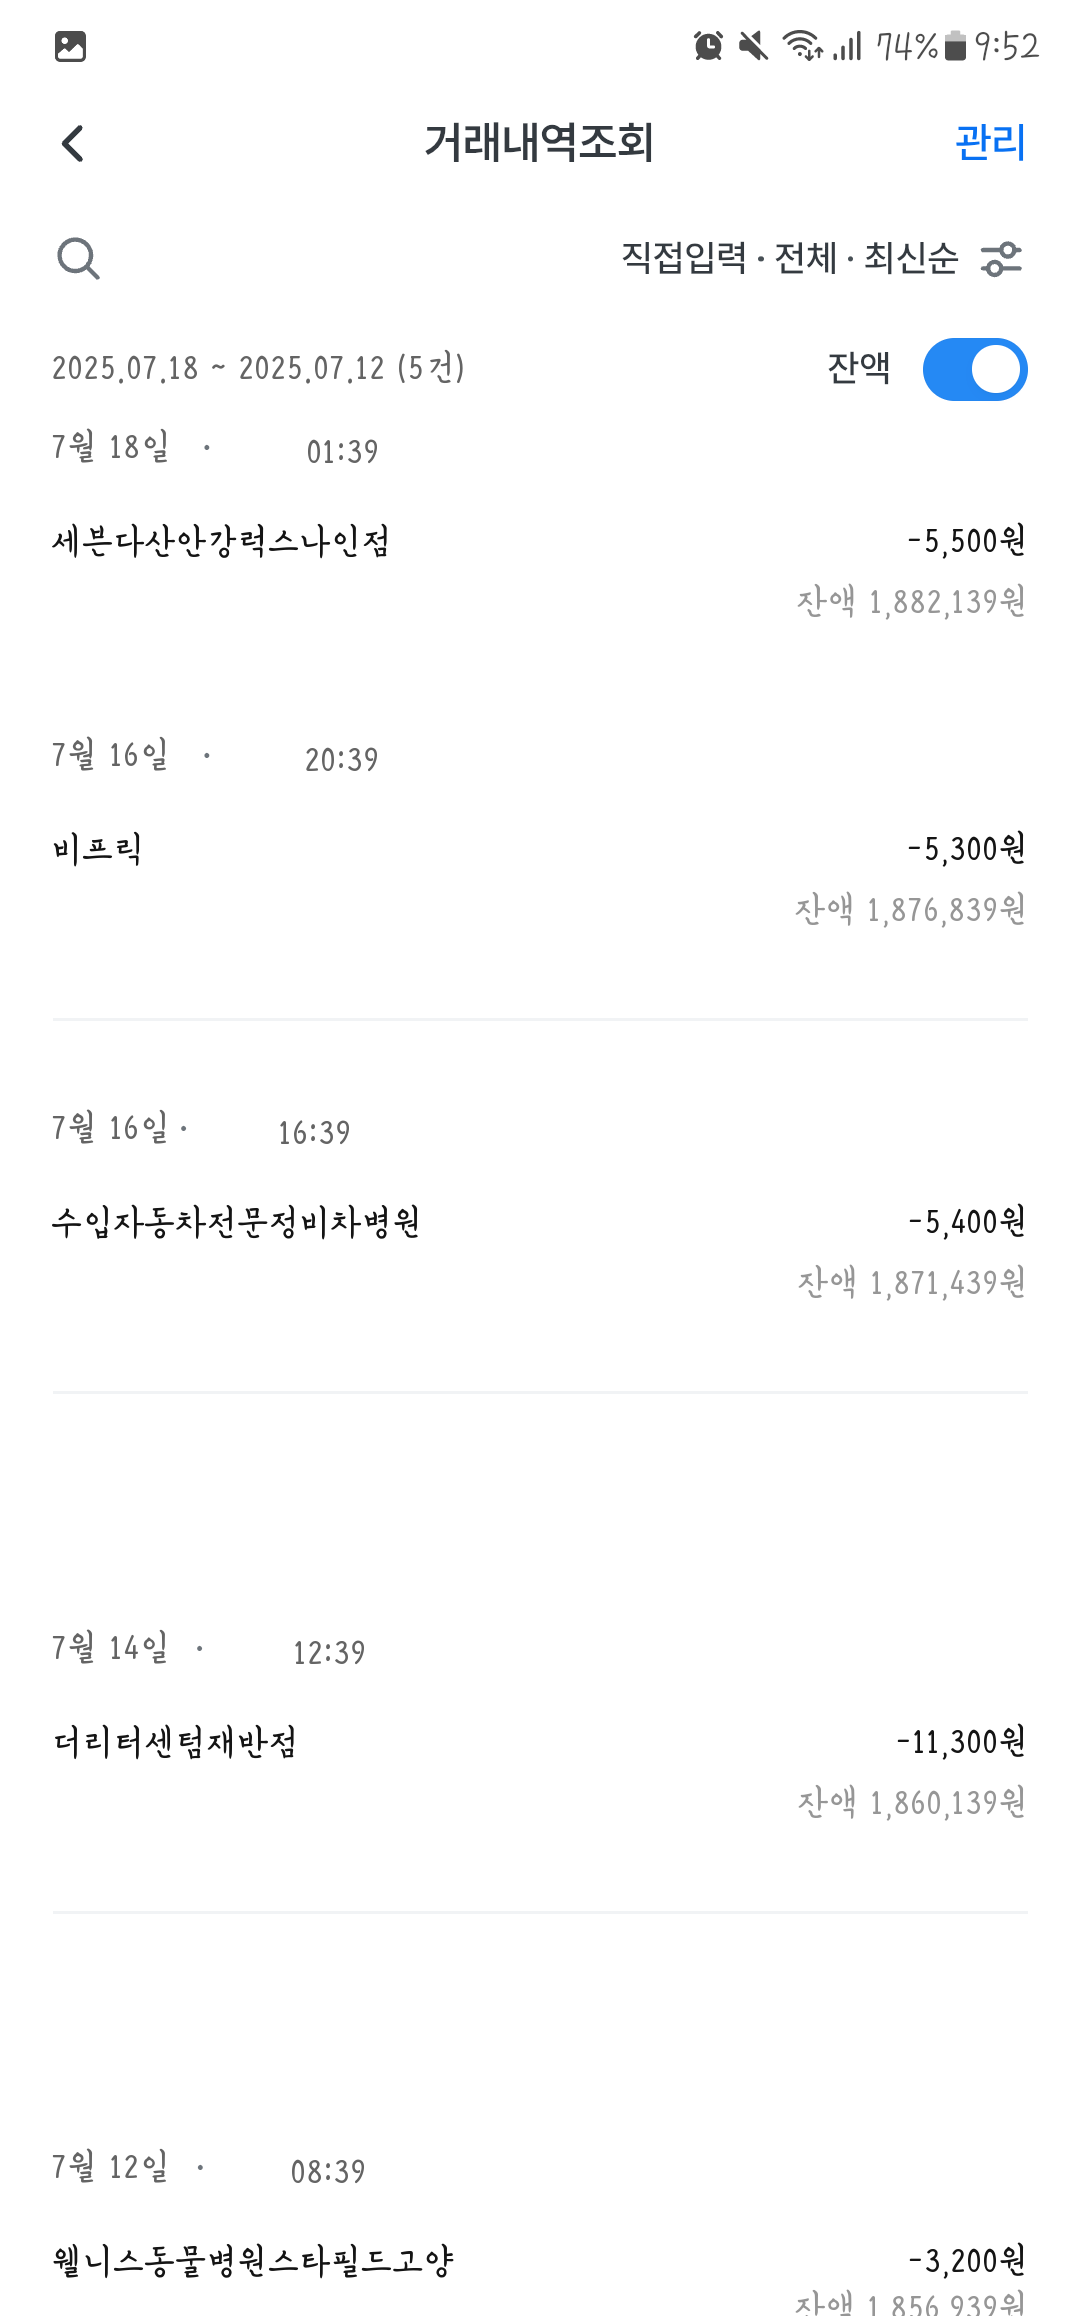 74% 9:52
거래내역조회 관리
직접입력 · 전체 · 최신순
2025.07.18 ~ 2025.07.12 (5건) 잔액
7월 18일 · 01:39
세븐다산안강럭스나인점 -5,500원
잔액 1,882,139원
7월 16일 · 20:39
비프릭 -5,300원
잔액 1,876,839원
7월 16일 · 16:39
수입자동차전문정비차병원 -5,400원
잔액 1,871,439원
7월 14일 · 12:39
더리터센텀재반점 -11,300원
잔액 1,860,139원
7월 12일 · 08:39
웰니스동물병원스타필드고양 -3,200원
잔액 1,856,939원